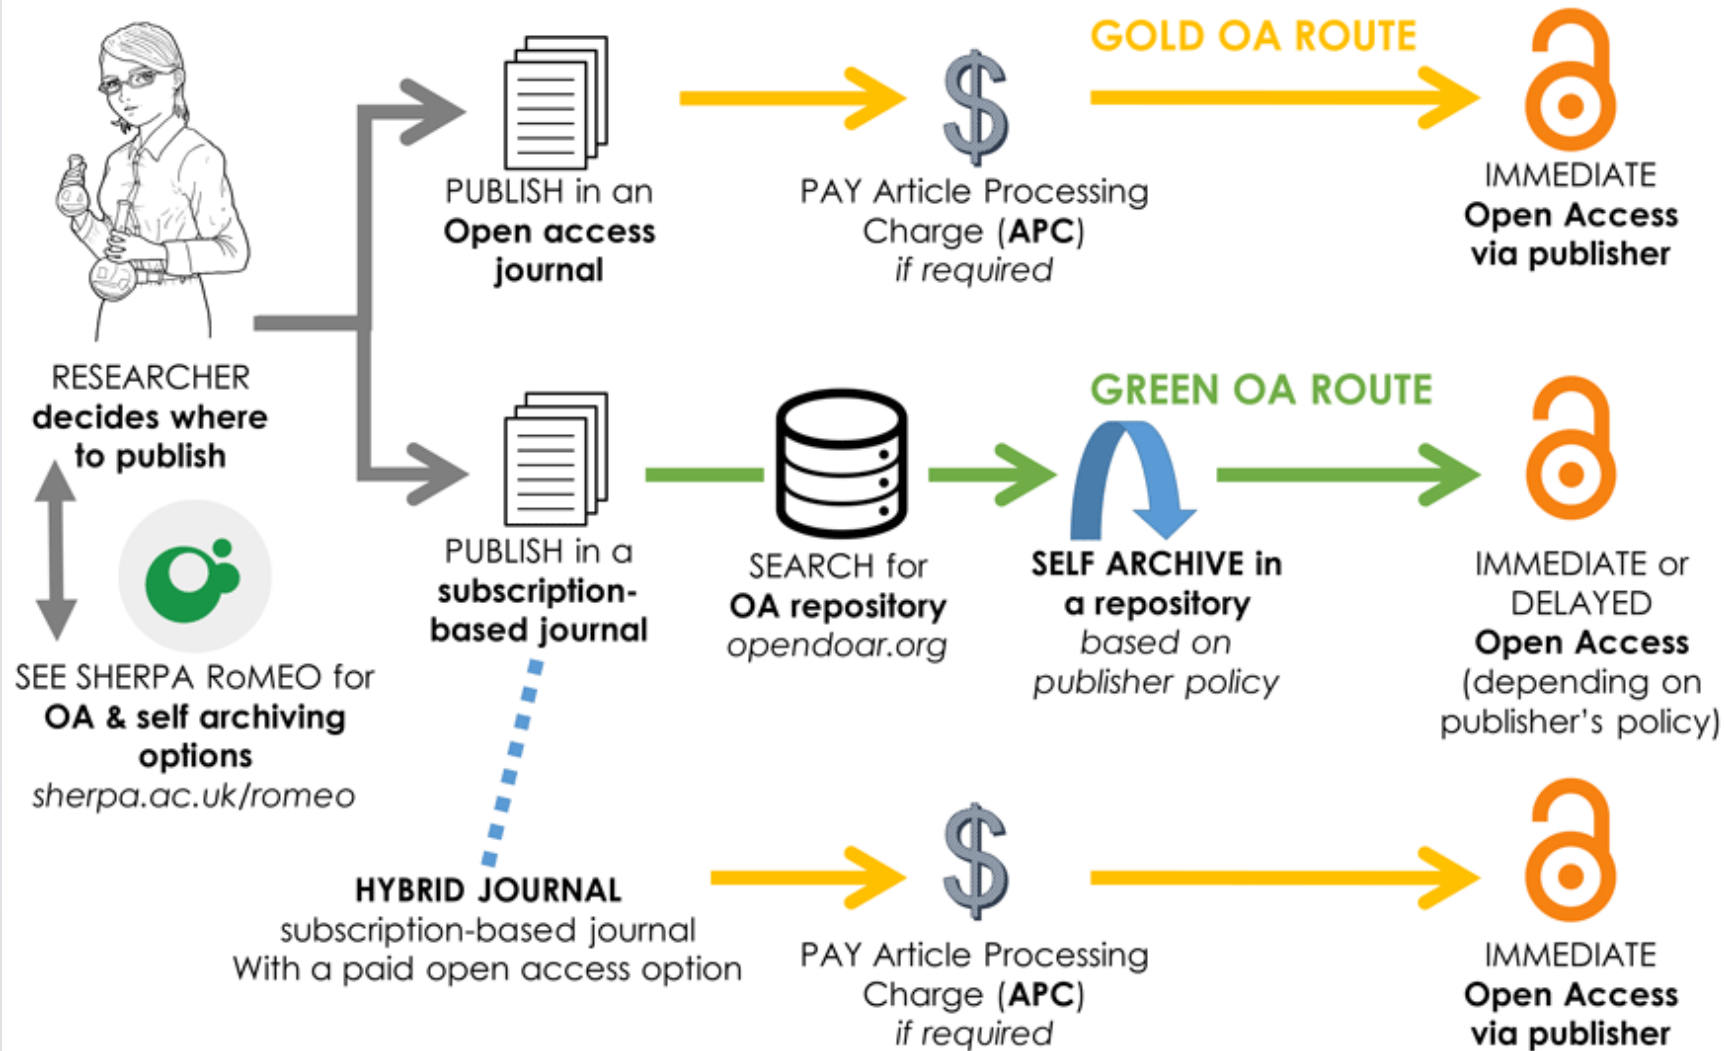 GOLD OA ROUTE
PUBLISH in an
Open access
journal
PAY Article Processing
Charge (APC)
if required
IMMEDIATE
Open Access
via publisher
RESEARCHER
decides where
to publish
SEE SHERPA RoMEO for
OA & self archiving
options
sherpa.ac.uk/romeo
GREEN OA ROUTE
PUBLISH in a
subscription-
based journal
SEARCH for
OA repository
opendoar.org
SELF ARCHIVE in
a repository
based on
publisher policy
IMMEDIATE or
DELAYED
Open Access
(depending on
publisher's policy)
HYBRID JOURNAL
subscription-based journal
With a paid open access option
PAY Article Processing
Charge (APC)
if required
IMMEDIATE
Open Access
via publisher